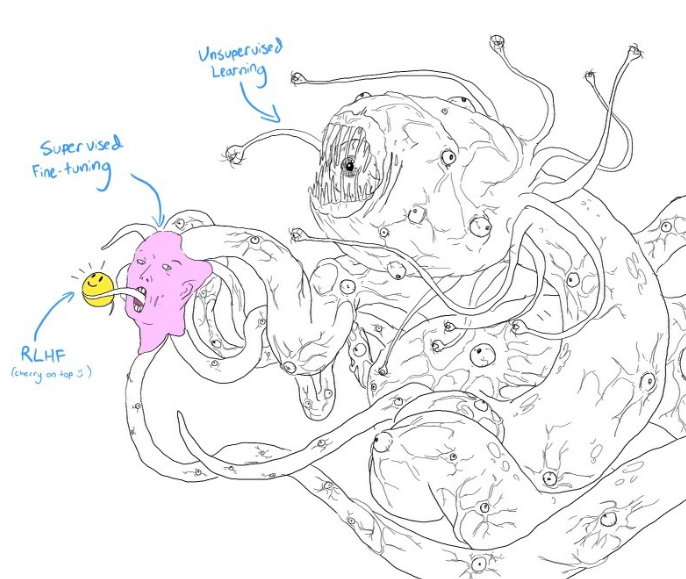 Unsupervised
Learning
Supervised
Fine-tuning
RLHF
(cherry on top :))